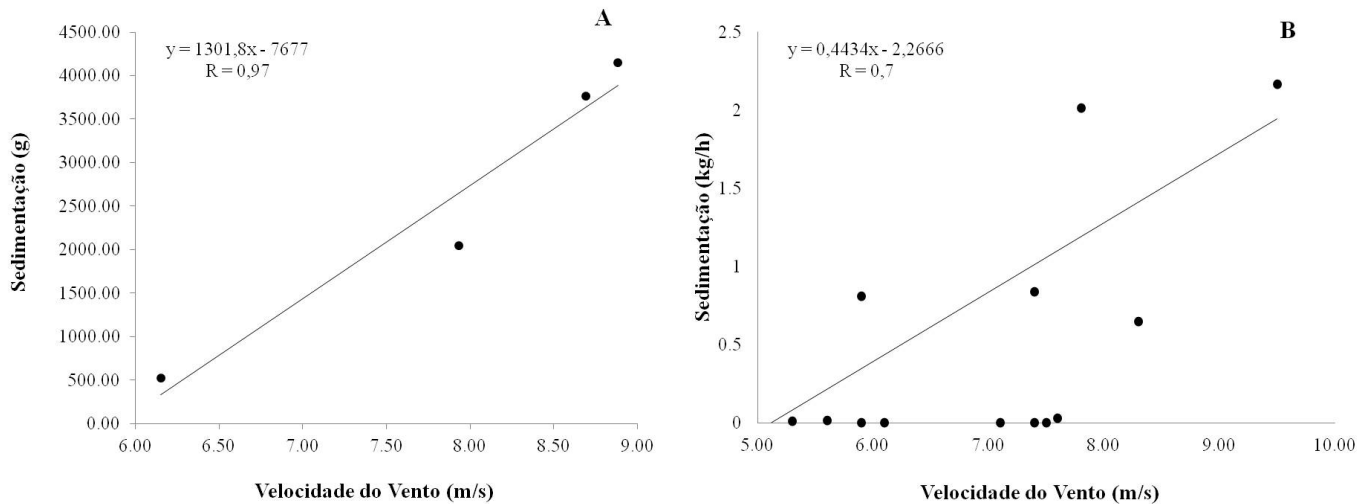 A
y = 1301,8x - 7677
R = 0,97
Sedimentação (g)
4500.00
4000.00
3500.00
3000.00
2500.00
2000.00
1500.00
1000.00
500.00
0.00
6.00 6.50 7.00 7.50 8.00 8.50 9.00
Velocidade do Vento (m/s)
B
y = 0,4434x - 2,2666
R = 0,7
Sedimentação (kg/h)
2.5
2
1.5
1
0.5
0
5.00 6.00 7.00 8.00 9.00 10.00
Velocidade do Vento (m/s)